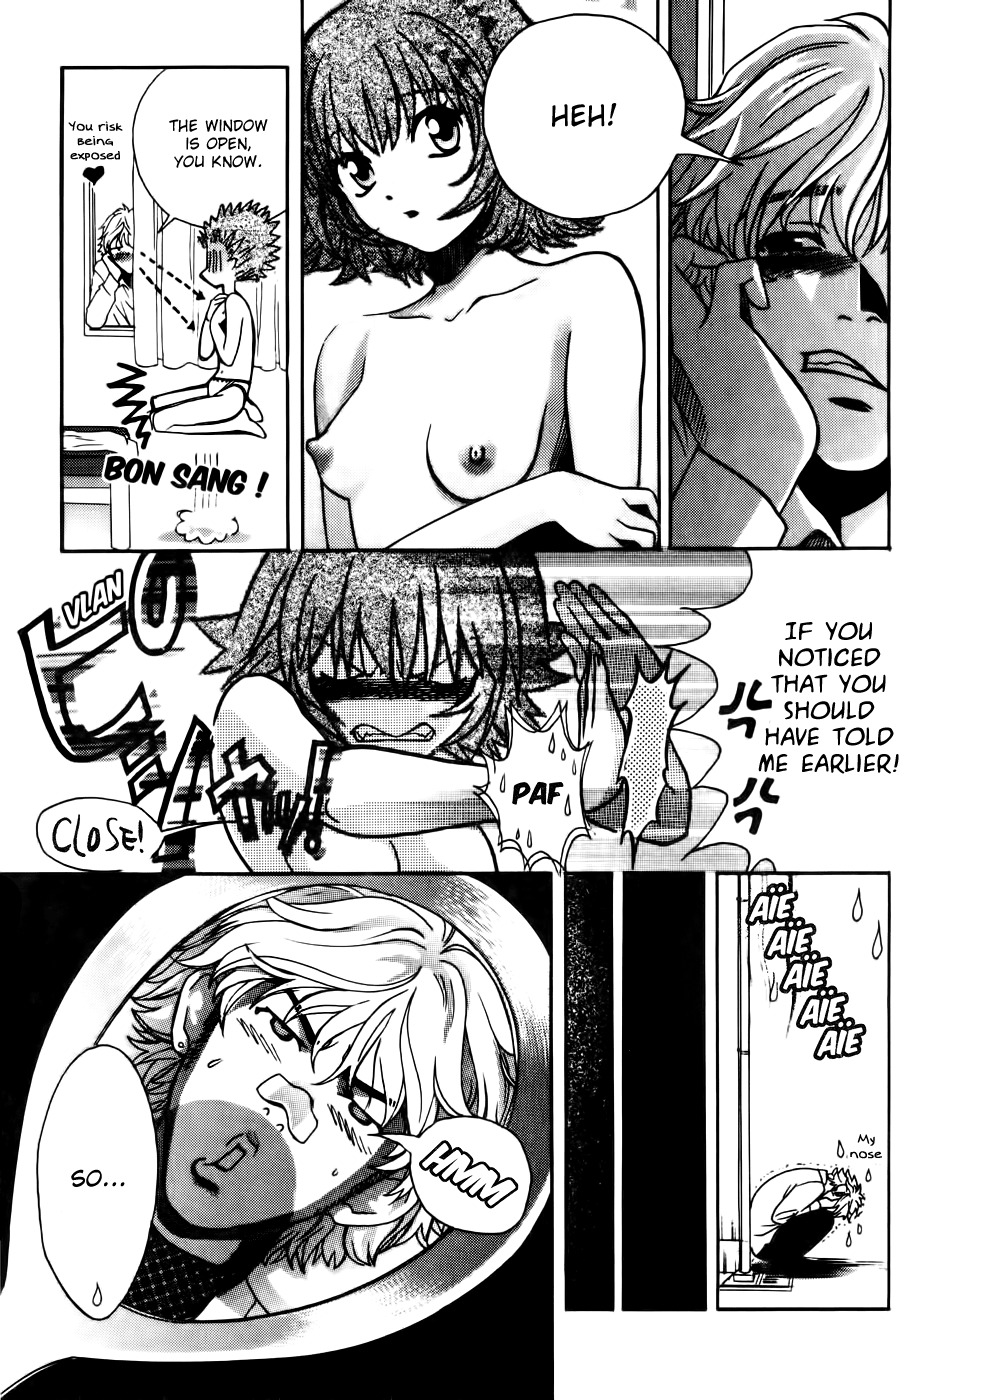 HEH!
THE WINDOW
IS OPEN,
YOU KNOW.
You risk
Being
exposed
BON SANG !
IF YOU
NOTICED
THAT YOU
SHOULD
HAVE TOLD
ME EARLIER!
PAF
VLAN
CLOSE!
AÏE
AÏE
AÏE
AÏE
AÏE
My
nose
HMM
SO...